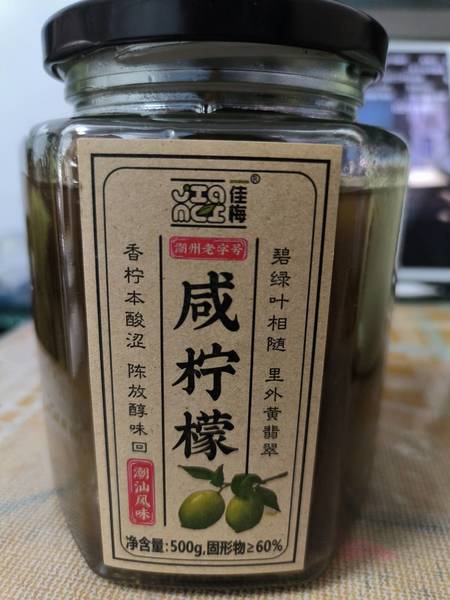 JIA MEI 佳梅®
潮州老字号
咸柠檬
碧绿叶相随 里外黄翡翠
香柠本酸涩 陈放醇味回
潮汕风味
净含量:500g,固形物≥60%